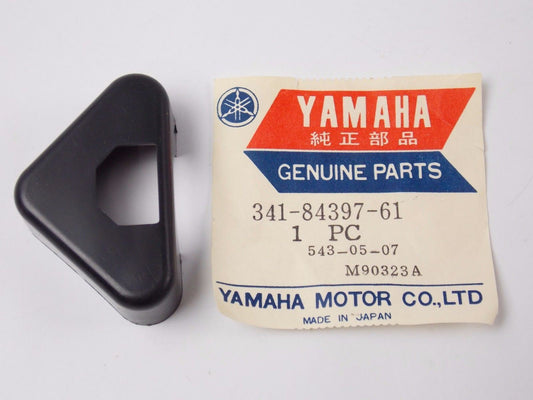 YAMAHA
純正部品
GENUINE PARTS
341-84397-61
1 PC
543-05-07
M90323A
YAMAHA MOTOR CO.,LTD
MADE IN JAPAN